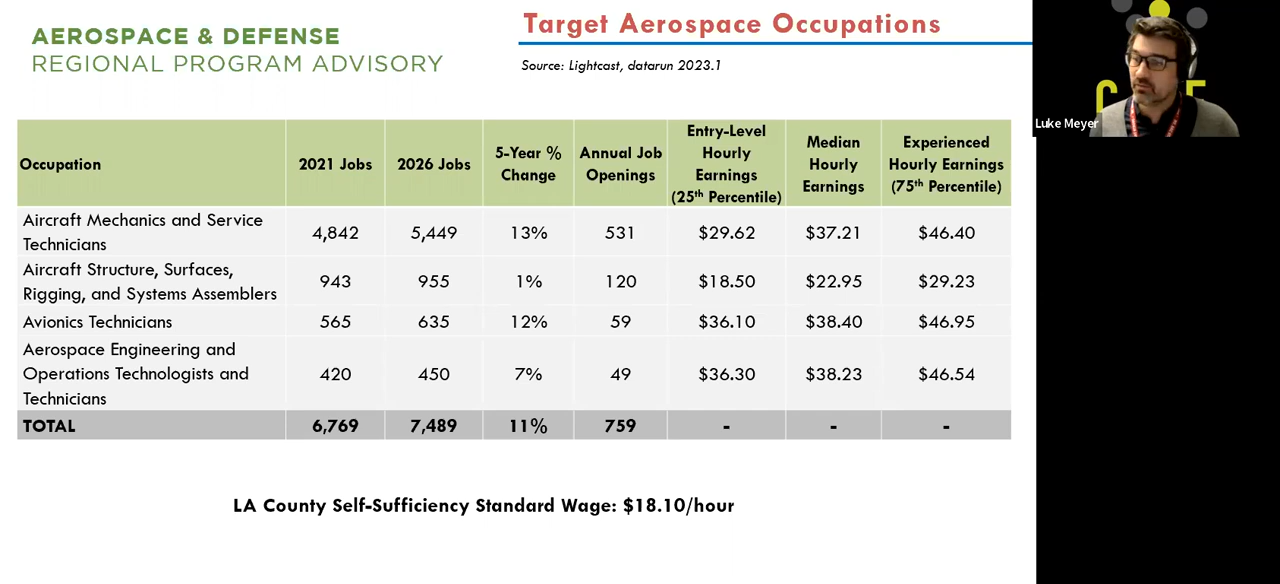 AEROSPACE & DEFENSE
REGIONAL PROGRAM ADVISORY
Target Aerospace Occupations
Source: Lightcast, datarun 2023.1
Luke Meyer
Occupation 2021 Jobs 2026 Jobs 5-Year % Change Annual Job Openings Entry-Level Hourly Earnings (25th Percentile) Median Hourly Earnings Experienced Hourly Earnings (75th Percentile)
Aircraft Mechanics and Service Technicians 4,842 5,449 13% 531 $29.62 $37.21 $46.40
Aircraft Structure, Surfaces, Rigging, and Systems Assemblers 943 955 1% 120 $18.50 $22.95 $29.23
Avionics Technicians 565 635 12% 59 $36.10 $38.40 $46.95
Aerospace Engineering and Operations Technologists and Technicians 420 450 7% 49 $36.30 $38.23 $46.54
TOTAL 6,769 7,489 11% 759 - - -
LA County Self-Sufficiency Standard Wage: $18.10/hour